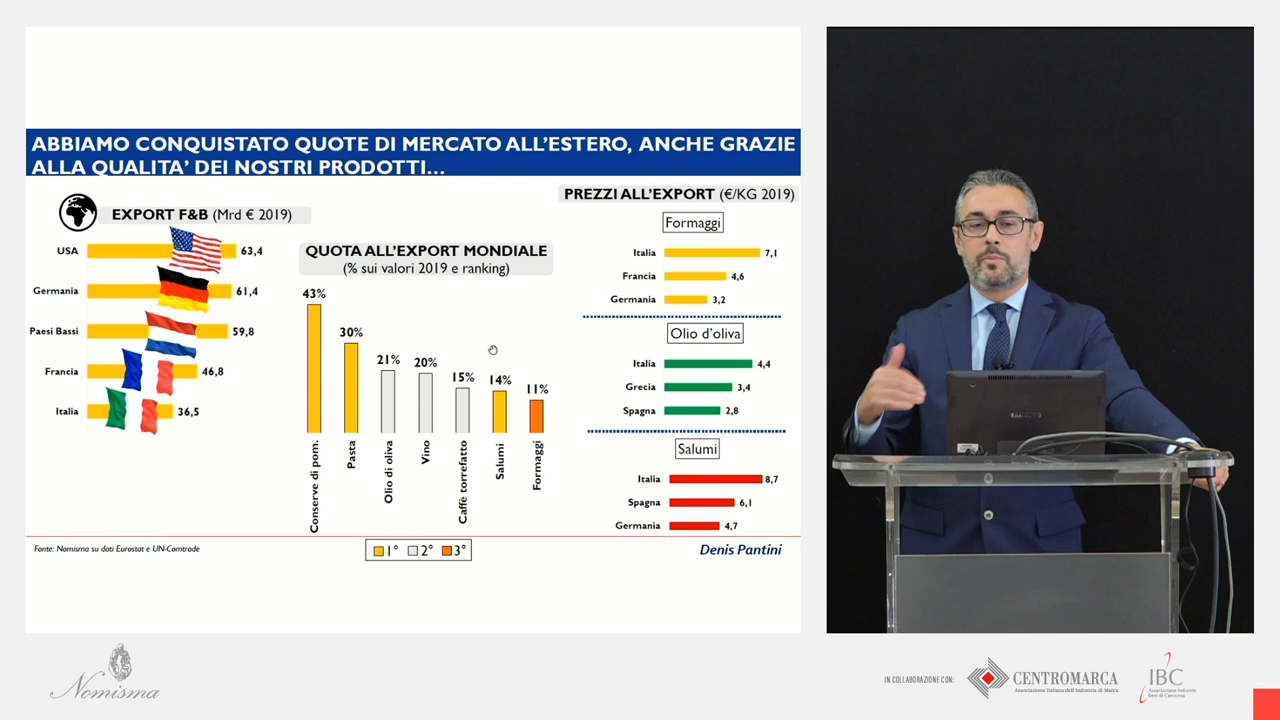 ABBIAMO CONQUISTATO QUOTE DI MERCATO ALL'ESTERO, ANCHE GRAZIE
ALLA QUALITA' DEI NOSTRI PRODOTTI...
EXPORT F&B (Mrd € 2019)
USA 63,4
Germania 61,4
Paesi Bassi 59,8
Francia 46,8
Italia 36,5
QUOTA ALL'EXPORT MONDIALE
(% sui valori 2019 e ranking)
43%
30%
21%
20%
15%
14%
11%
Conserve di pom.
Pasta
Olio di oliva
Vino
Caffè torrefatto
Salumi
Formaggi
1° 2° 3°
PREZZI ALL'EXPORT (€/KG 2019)
Formaggi
Italia 7,1
Francia 4,6
Germania 3,2
Olio d'oliva
Italia 4,4
Grecia 3,4
Spagna 2,8
Salumi
Italia 8,7
Spagna 6,1
Germania 4,7
Fonte: Nomisma su dati Eurostat e UN-Comtrade
Denis Pantini
SAMSUNG
Nomisma
IN COLLABORAZIONE CON:
CENTROMARCA
Associazione Italiana dell'Industria di Marca
IBC
Associazione Industrie
Beni di Consumo